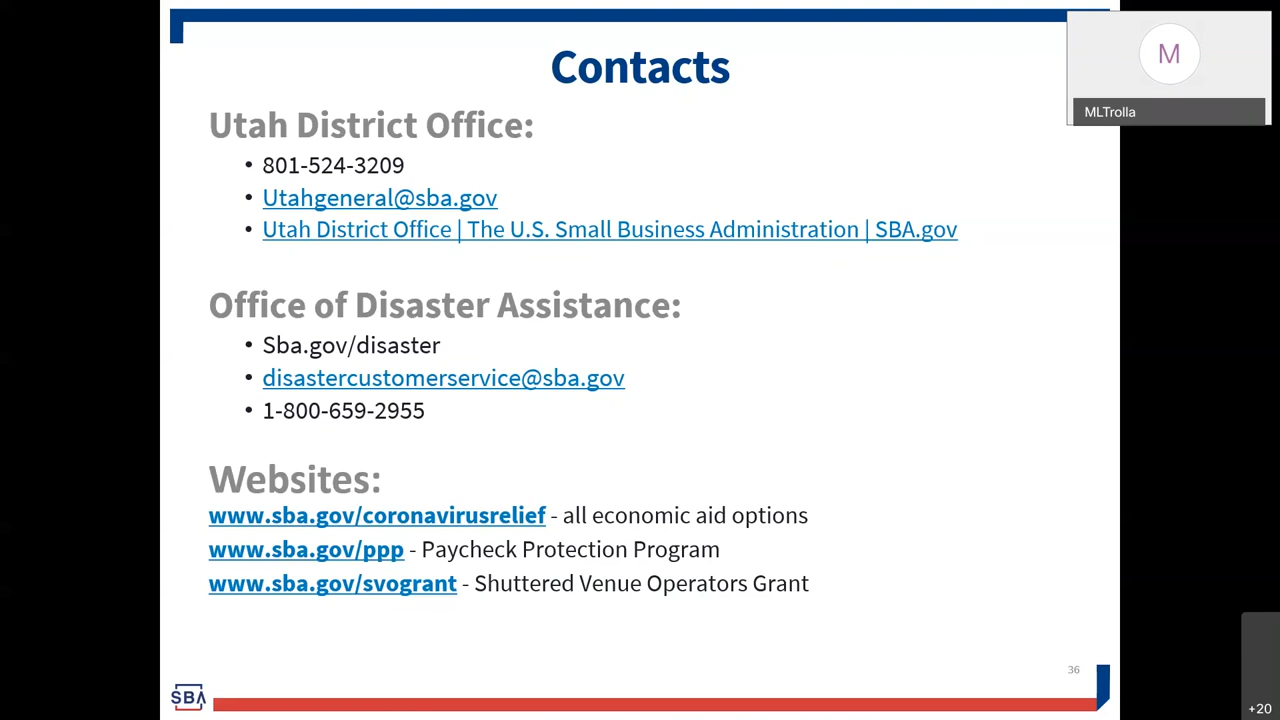 Contacts
M
MLTrolla
Utah District Office:
• 801-524-3209
• Utahgeneral@sba.gov
• Utah District Office | The U.S. Small Business Administration | SBA.gov
Office of Disaster Assistance:
• Sba.gov/disaster
• disastercustomerservice@sba.gov
• 1-800-659-2955
Websites:
www.sba.gov/coronavirusrelief - all economic aid options
www.sba.gov/ppp - Paycheck Protection Program
www.sba.gov/svogrant - Shuttered Venue Operators Grant
36
SBA
+20